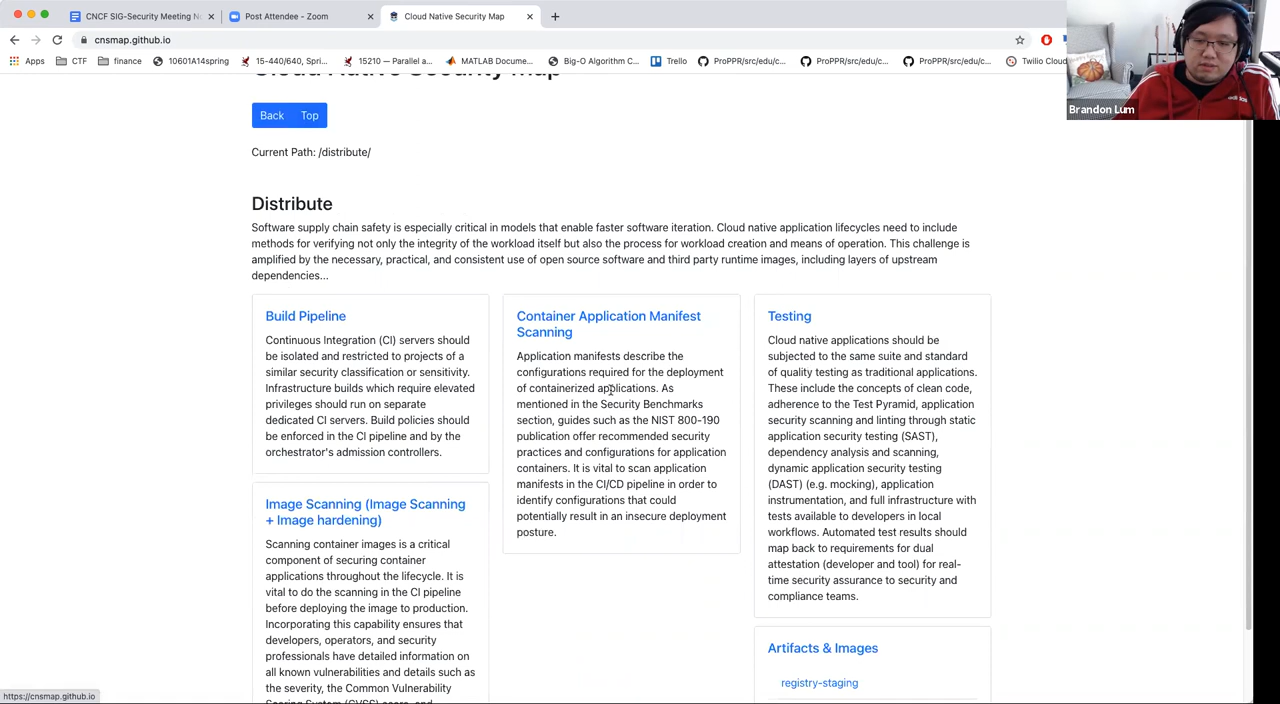 CNCF SIG-Security Meeting N
Post Attendee - Zoom
Cloud Native Security Map
cnsmap.github.io
Apps
CTF
finance
10601A14spring
15-440/640, Spri...
15210 — Parallel a...
MATLAB Docume...
Big-O Algorithm C...
Trello
ProPPR/src/edu/c...
ProPPR/src/edu/c...
ProPPR/src/edu/c...
Twilio Clou
Brandon Lum
Cloud Native Security Map
Back
Top
Current Path: /distribute/
Distribute
Software supply chain safety is especially critical in models that enable faster software iteration. Cloud native application lifecycles need to include
methods for verifying not only the integrity of the workload itself but also the process for workload creation and means of operation. This challenge is
amplified by the necessary, practical, and consistent use of open source software and third party runtime images, including layers of upstream
dependencies...
Build Pipeline
Continuous Integration (CI) servers should
be isolated and restricted to projects of a
similar security classification or sensitivity.
Infrastructure builds which require elevated
privileges should run on separate
dedicated CI servers. Build policies should
be enforced in the CI pipeline and by the
orchestrator's admission controllers.
Image Scanning (Image Scanning
+ Image hardening)
Scanning container images is a critical
component of securing container
applications throughout the lifecycle. It is
vital to do the scanning in the CI pipeline
before deploying the image to production.
Incorporating this capability ensures that
developers, operators, and security
professionals have detailed information on
all known vulnerabilities and details such as
the severity, the Common Vulnerability
Scoring System (CVSS) score, and
Container Application Manifest
Scanning
Application manifests describe the
configurations required for the deployment
of containerized applications. As
mentioned in the Security Benchmarks
section, guides such as the NIST 800-190
publication offer recommended security
practices and configurations for application
containers. It is vital to scan application
manifests in the CI/CD pipeline in order to
identify configurations that could
potentially result in an insecure deployment
posture.
Testing
Cloud native applications should be
subjected to the same suite and standard
of quality testing as traditional applications.
These include the concepts of clean code,
adherence to the Test Pyramid, application
security scanning and linting through static
application security testing (SAST),
dependency analysis and scanning,
dynamic application security testing
(DAST) (e.g. mocking), application
instrumentation, and full infrastructure with
tests available to developers in local
workflows. Automated test results should
map back to requirements for dual
attestation (developer and tool) for real-
time security assurance to security and
compliance teams.
Artifacts & Images
registry-staging
https://cnsmap.github.io